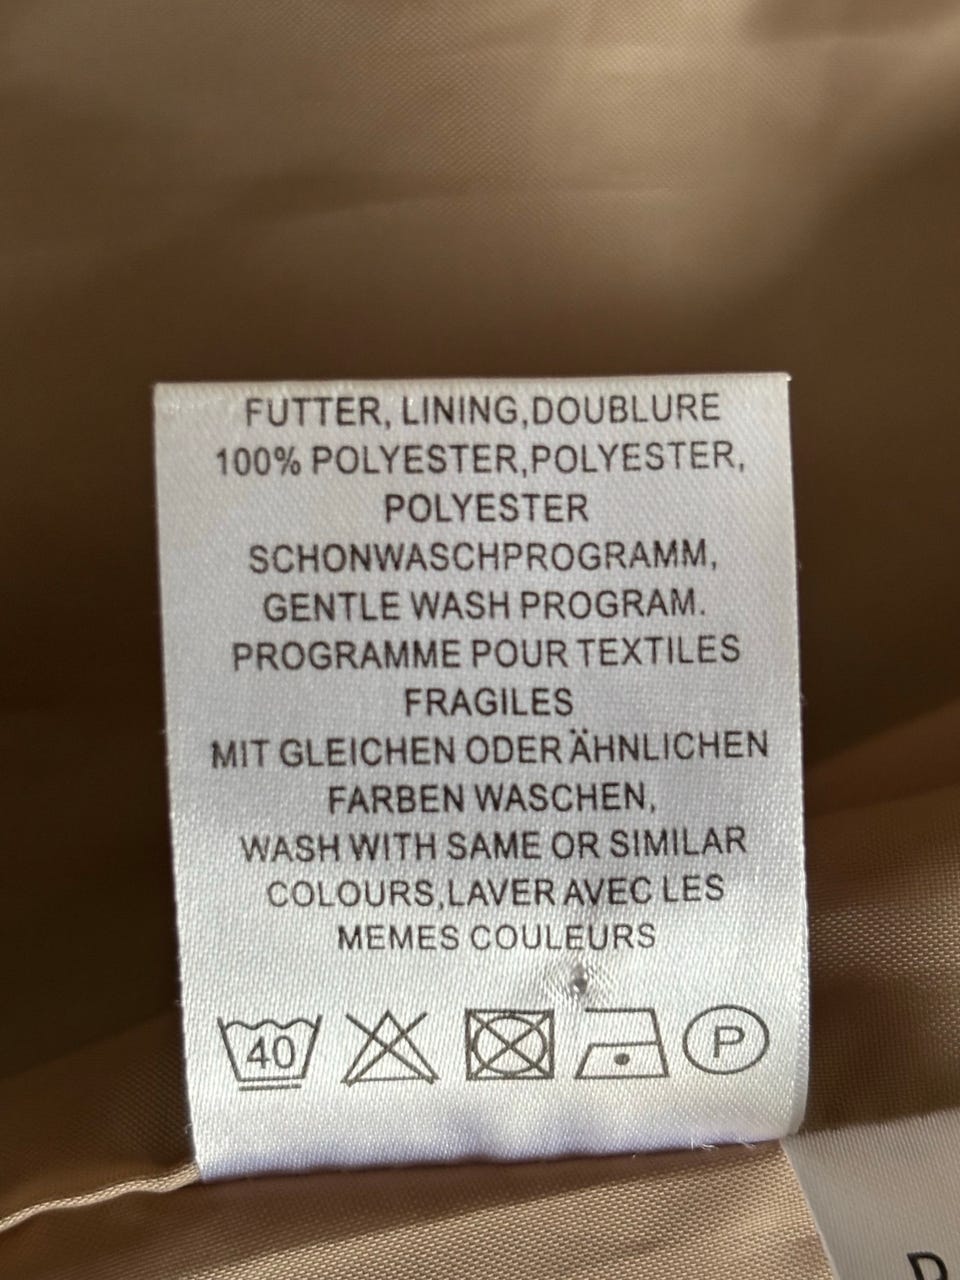 FUTTER, LINING,DOUBLURE
100% POLYESTER,POLYESTER,
POLYESTER
SCHONWASCHPROGRAMM,
GENTLE WASH PROGRAM.
PROGRAMME POUR TEXTILES
FRAGILES
MIT GLEICHEN ODER ÄHNLICHEN
FARBEN WASCHEN,
WASH WITH SAME OR SIMILAR
COLOURS,LAVER AVEC LES
MEMES COULEURS
40 P